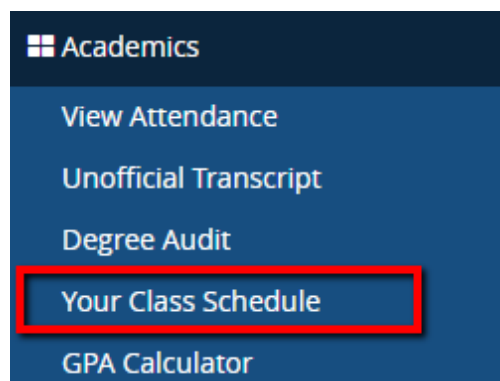 Academics
View Attendance
Unofficial Transcript
Degree Audit
Your Class Schedule
GPA Calculator